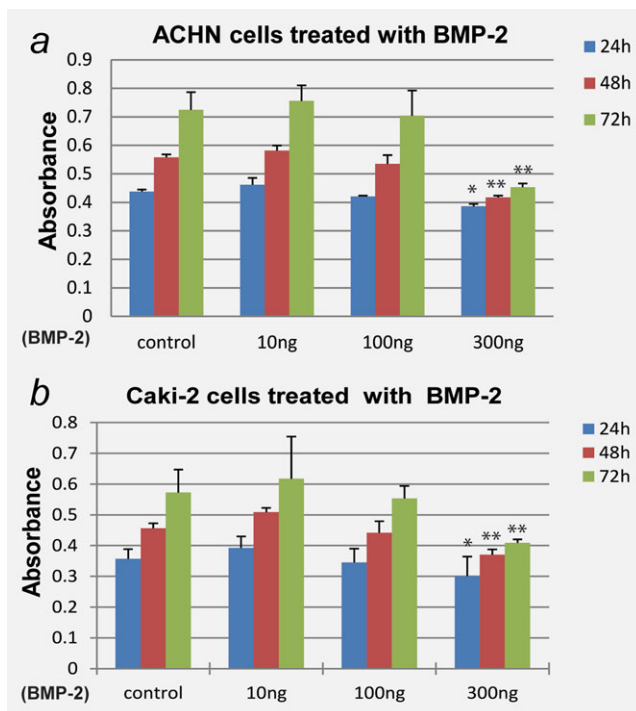 a
ACHN cells treated with BMP-2
24h
48h
72h
Absorbance
0.9
0.8
0.7
0.6
0.5
0.4
0.3
0.2
0.1
0
* ** **
(BMP-2)
control 10ng 100ng 300ng
b
Caki-2 cells treated with BMP-2
24h
48h
72h
Absorbance
0.8
0.7
0.6
0.5
0.4
0.3
0.2
0.1
0
* ** **
(BMP-2)
control 10ng 100ng 300ng